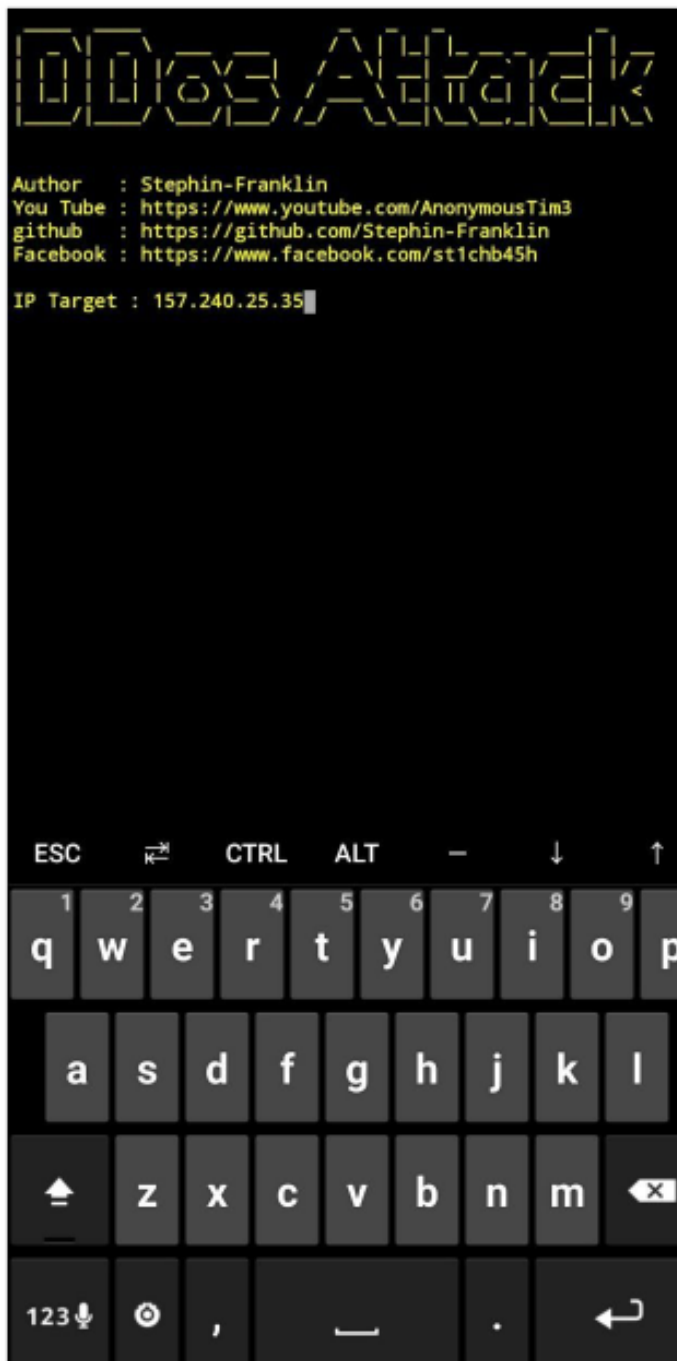 DDos Attack
Author : Stephin-Franklin
You Tube : https://www.youtube.com/AnonymousTim3
github : https://github.com/Stephin-Franklin
Facebook : https://www.facebook.com/st1chb45h
IP Target : 157.240.25.35
ESC CTRL ALT – ↓ ↑
1 2 3 4 5 6 7 8 9
q w e r t y u i o p
a s d f g h j k l
z x c v b n m
123 , .